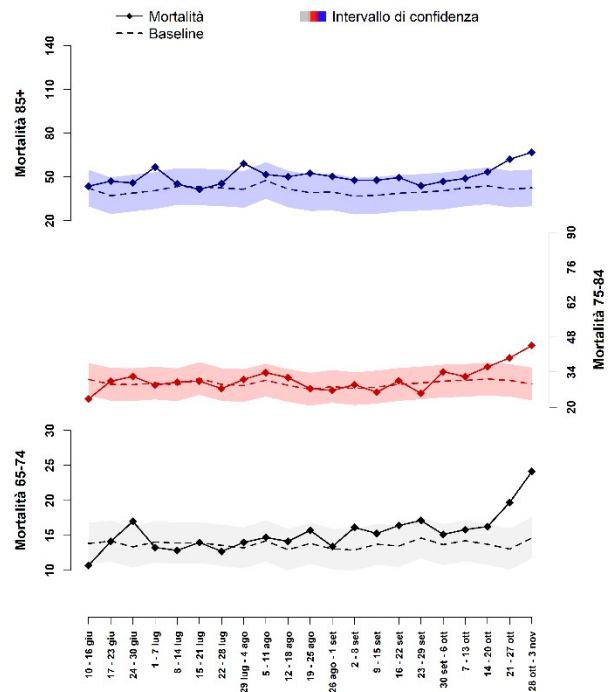 Mortalità
Baseline
Intervallo di confidenza
Mortalità 85+
140
110
80
50
20
Mortalità 75-84
90
76
62
48
34
20
Mortalità 65-74
30
25
20
15
10
10 - 16 giu
17 - 23 giu
24 - 30 giu
1 - 7 lug
8 - 14 lug
15 - 21 lug
22 - 28 lug
29 lug - 4 ago
5 - 11 ago
12 - 18 ago
19 - 25 ago
26 ago - 1 set
2 - 8 set
9 - 15 set
16 - 22 set
23 - 29 set
30 set - 6 ott
7 - 13 ott
14 - 20 ott
21 - 27 ott
28 ott - 3 nov